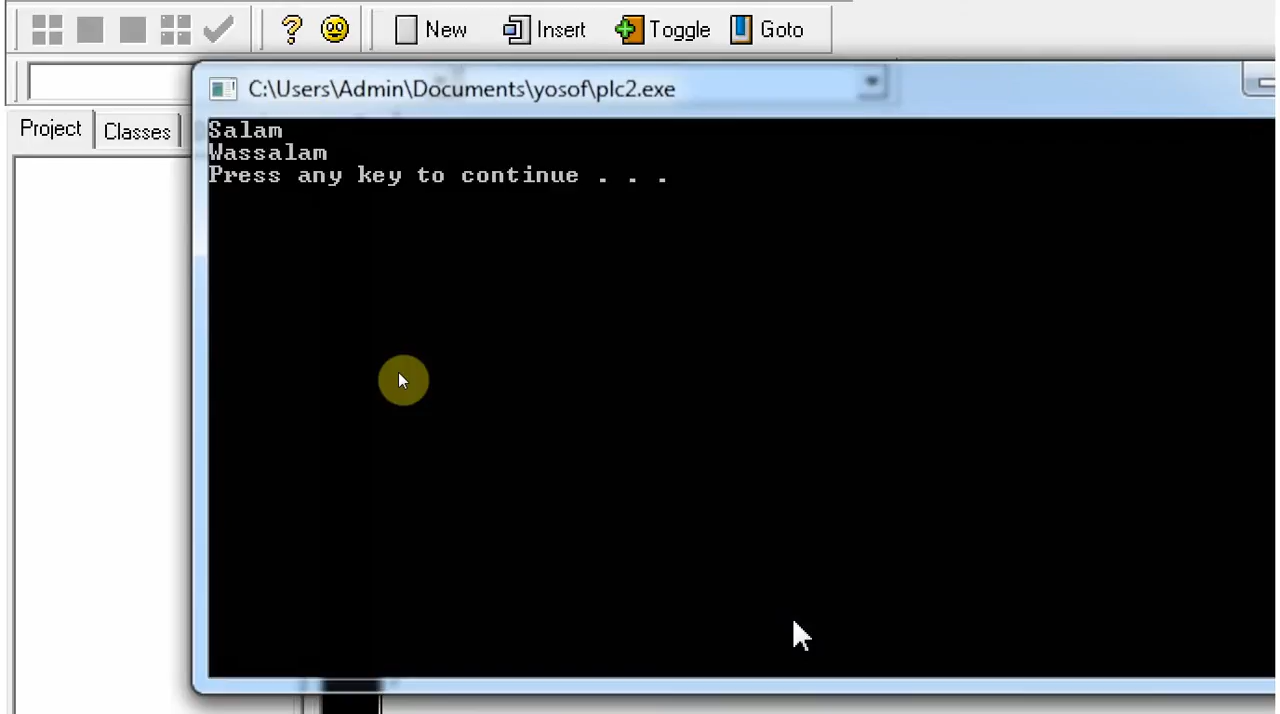 New Insert Toggle Goto
C:\Users\Admin\Documents\yosof\plc2.exe
Project Classes
Salam
Wassalam
Press any key to continue . . .